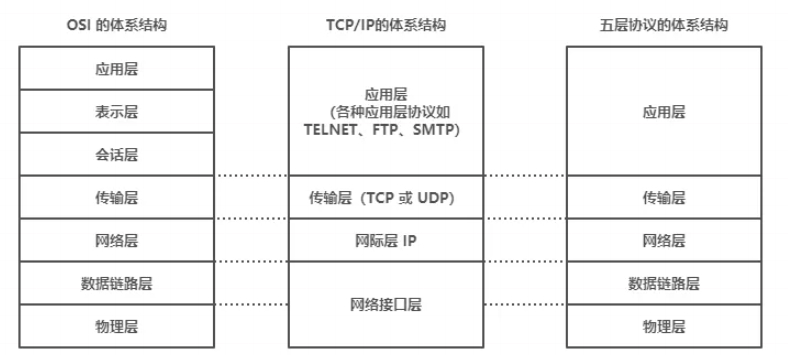 OSI 的体系结构
应用层
表示层
会话层
传输层
网络层
数据链路层
物理层
TCP/IP的体系结构
应用层
(各种应用层协议如
TELNET、FTP、SMTP)
传输层（TCP 或 UDP）
网际层 IP
网络接口层
五层协议的体系结构
应用层
传输层
网络层
数据链路层
物理层